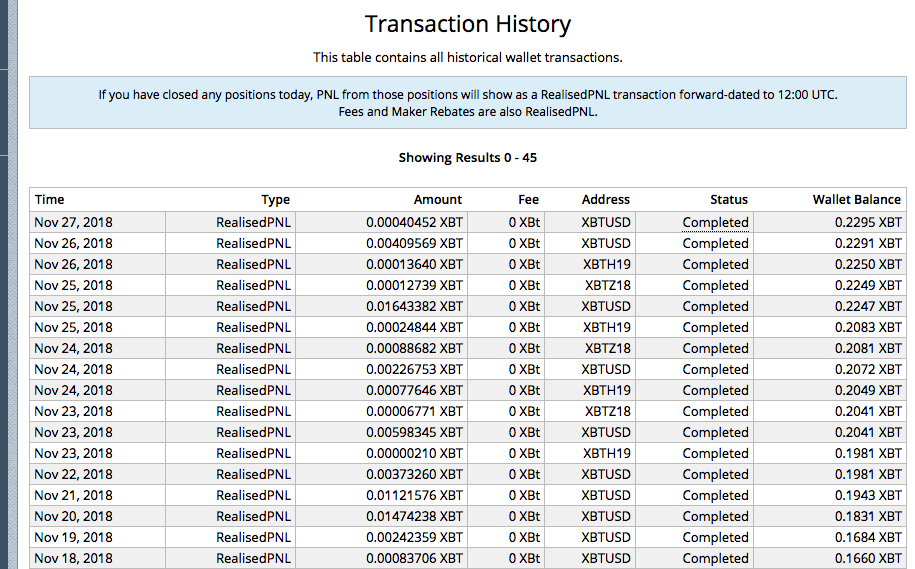 Transaction History
This table contains all historical wallet transactions.
If you have closed any positions today, PNL from those positions will show as a RealisedPNL transaction forward-dated to 12:00 UTC.
Fees and Maker Rebates are also RealisedPNL.
Showing Results 0 - 45
Time Type Amount Fee Address Status Wallet Balance
Nov 27, 2018 RealisedPNL 0.00040452 XBT 0 XBt XBTUSD Completed 0.2295 XBT
Nov 26, 2018 RealisedPNL 0.00409569 XBT 0 XBt XBTUSD Completed 0.2291 XBT
Nov 26, 2018 RealisedPNL 0.00013640 XBT 0 XBt XBTH19 Completed 0.2250 XBT
Nov 25, 2018 RealisedPNL 0.00012739 XBT 0 XBt XBTZ18 Completed 0.2249 XBT
Nov 25, 2018 RealisedPNL 0.01643382 XBT 0 XBt XBTUSD Completed 0.2247 XBT
Nov 25, 2018 RealisedPNL 0.00024844 XBT 0 XBt XBTH19 Completed 0.2083 XBT
Nov 24, 2018 RealisedPNL 0.00088682 XBT 0 XBt XBTZ18 Completed 0.2081 XBT
Nov 24, 2018 RealisedPNL 0.00226753 XBT 0 XBt XBTUSD Completed 0.2072 XBT
Nov 24, 2018 RealisedPNL 0.00077646 XBT 0 XBt XBTH19 Completed 0.2049 XBT
Nov 23, 2018 RealisedPNL 0.00006771 XBT 0 XBt XBTZ18 Completed 0.2041 XBT
Nov 23, 2018 RealisedPNL 0.00598345 XBT 0 XBt XBTUSD Completed 0.2041 XBT
Nov 23, 2018 RealisedPNL 0.00000210 XBT 0 XBt XBTH19 Completed 0.1981 XBT
Nov 22, 2018 RealisedPNL 0.00373260 XBT 0 XBt XBTUSD Completed 0.1981 XBT
Nov 21, 2018 RealisedPNL 0.01121576 XBT 0 XBt XBTUSD Completed 0.1943 XBT
Nov 20, 2018 RealisedPNL 0.01474238 XBT 0 XBt XBTUSD Completed 0.1831 XBT
Nov 19, 2018 RealisedPNL 0.00242359 XBT 0 XBt XBTUSD Completed 0.1684 XBT
Nov 18, 2018 RealisedPNL 0.00083706 XBT 0 XBt XBTUSD Completed 0.1660 XBT